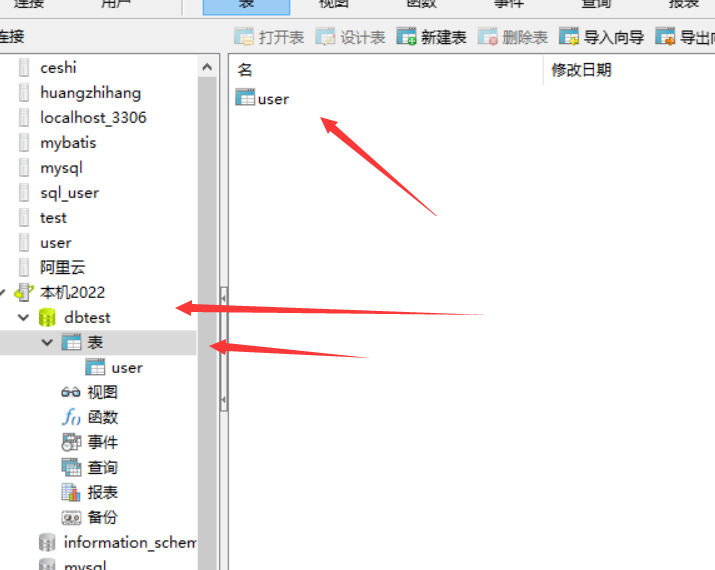 连接 用户 表 视图 函数 事件 查询 报表
连接
打开表 设计表 新建表 删除表 导入向导 导出
名 修改日期
user
ceshi
huangzhihang
localhost_3306
mybatis
mysql
sql_user
test
user
阿里云
本机2022
dbtest
表
user
视图
函数
事件
查询
报表
备份
information_schem
mysql